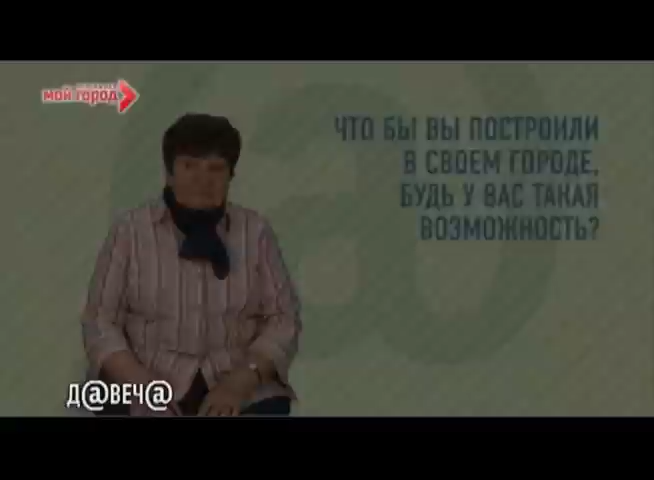 МОЙ ГОРОД
ЧТО БЫ ВЫ ПОСТРОИЛИ
В СВОЕМ ГОРОДЕ,
БУДЬ У ВАС ТАКАЯ
ВОЗМОЖНОСТЬ?
Д@ВЕЧ@